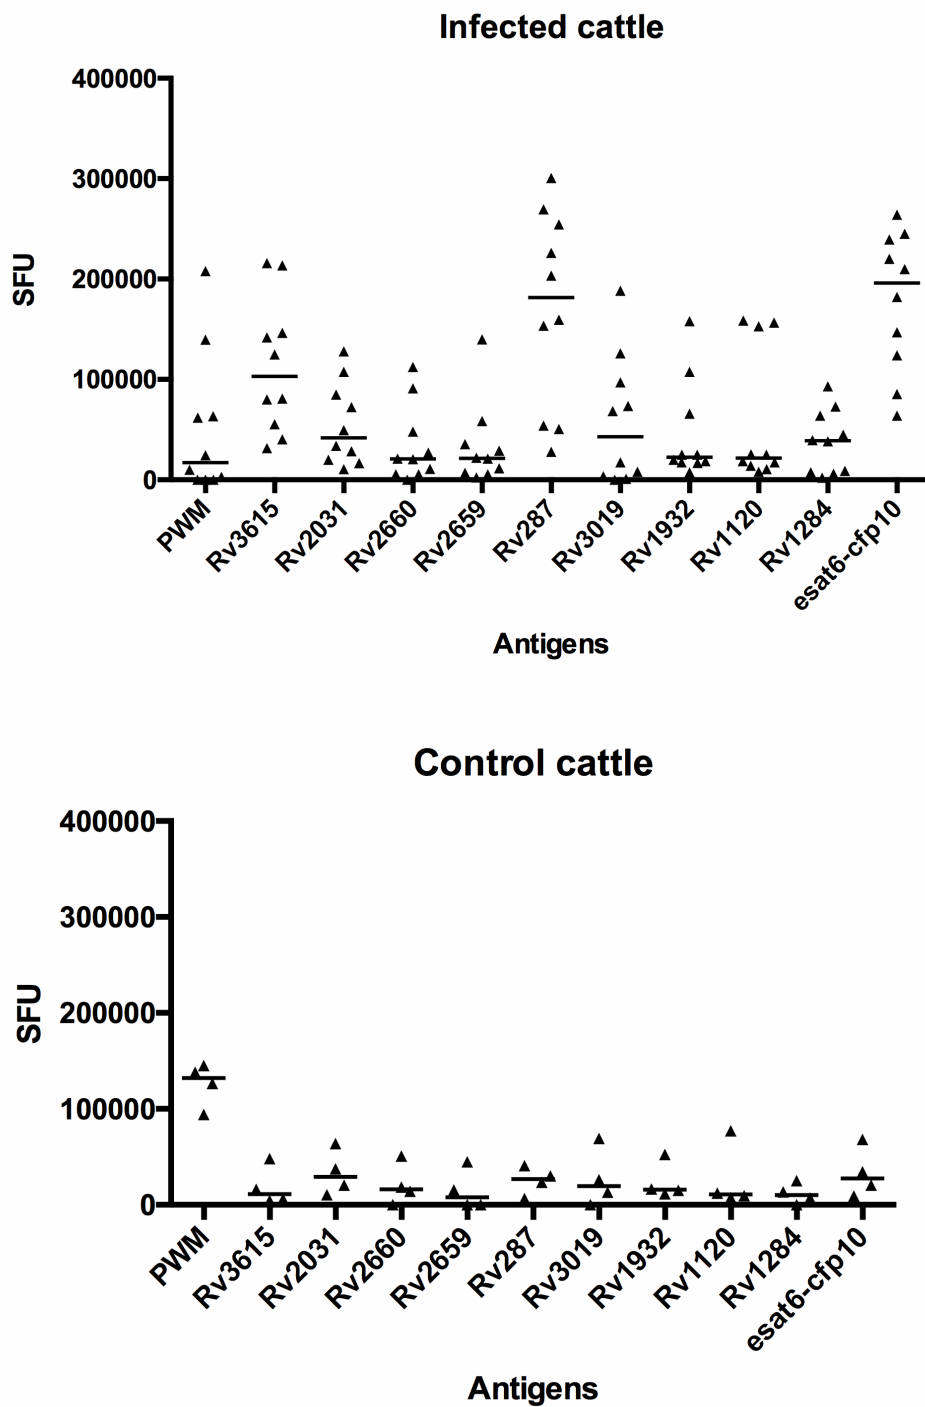 Infected cattle
400000
300000
200000
100000
0
SFU
PWM
Rv3615
Rv2031
Rv2660
Rv2659
Rv287
Rv3019
Rv1932
Rv1120
Rv1284
esat6-cfp10
Antigens
Control cattle
400000
300000
200000
100000
0
SFU
PWM
Rv3615
Rv2031
Rv2660
Rv2659
Rv287
Rv3019
Rv1932
Rv1120
Rv1284
esat6-cfp10
Antigens